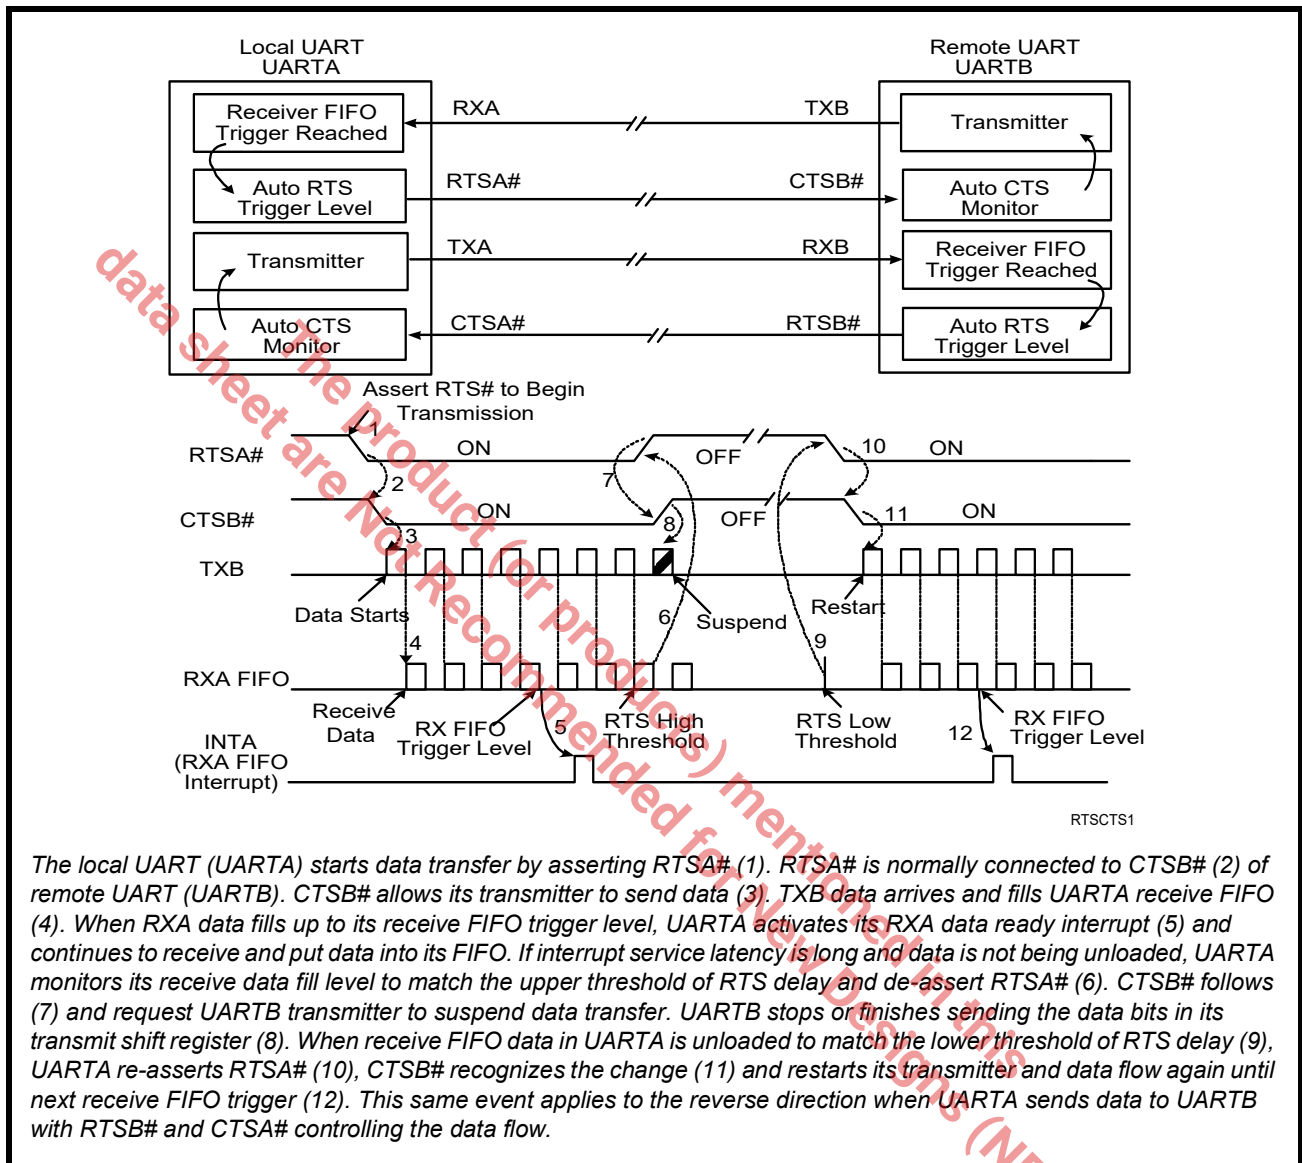 Local UART
UARTA
Remote UART
UARTB
Receiver FIFO
Trigger Reached
RXA
TXB
Transmitter
Auto RTS
Trigger Level
RTSA#
CTSB#
Auto CTS
Monitor
Transmitter
TXA
RXB
Receiver FIFO
Trigger Reached
Auto CTS
Monitor
CTSA#
RTSB#
Auto RTS
Trigger Level
Assert RTS# to Begin
Transmission
RTSA#
1
ON
OFF
10
ON
2
7
CTSB#
ON
8
OFF
11
ON
3
TXB
Data Starts
Suspend
Restart
4
6
9
RXA FIFO
Receive
Data
RX FIFO
Trigger Level
5
RTS High
Threshold
RTS Low
Threshold
12
RX FIFO
Trigger Level
INTA
(RXA FIFO
Interrupt)
RTSCTS1
The local UART (UARTA) starts data transfer by asserting RTSA# (1). RTSA# is normally connected to CTSB# (2) of
remote UART (UARTB). CTSB# allows its transmitter to send data (3). TXB data arrives and fills UARTA receive FIFO
(4). When RXA data fills up to its receive FIFO trigger level, UARTA activates its RXA data ready interrupt (5) and
continues to receive and put data into its FIFO. If interrupt service latency is long and data is not being unloaded, UARTA
monitors its receive data fill level to match the upper threshold of RTS delay and de-assert RTSA# (6). CTSB# follows
(7) and request UARTB transmitter to suspend data transfer. UARTB stops or finishes sending the data bits in its
transmit shift register (8). When receive FIFO data in UARTA is unloaded to match the lower threshold of RTS delay (9),
UARTA re-asserts RTSA# (10), CTSB# recognizes the change (11) and restarts its transmitter and data flow again until
next receive FIFO trigger (12). This same event applies to the reverse direction when UARTA sends data to UARTB
with RTSB# and CTSA# controlling the data flow.
The product (or products) mentioned in this
data sheet are Not Recommended for New Designs (NR